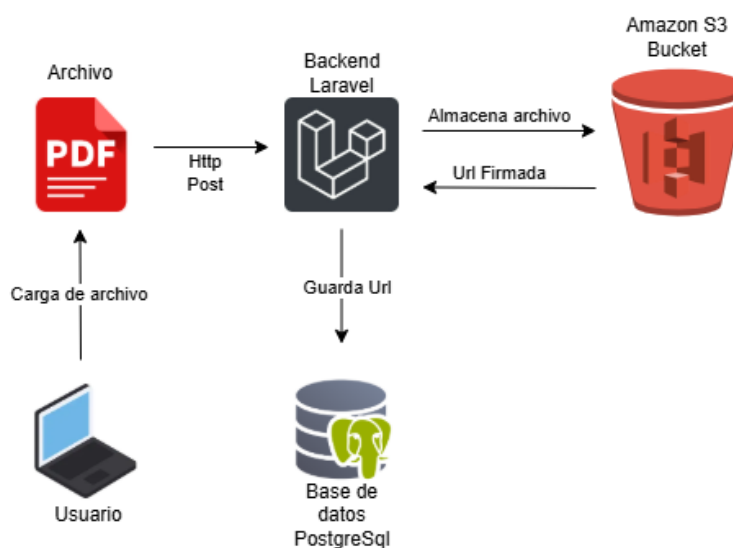 Amazon S3
Bucket
Backend
Laravel
Archivo
PDF
Http
Post
Almacena archivo
Url Firmada
Carga de archivo
Guarda Url
Usuario
Base de
datos
PostgreSql